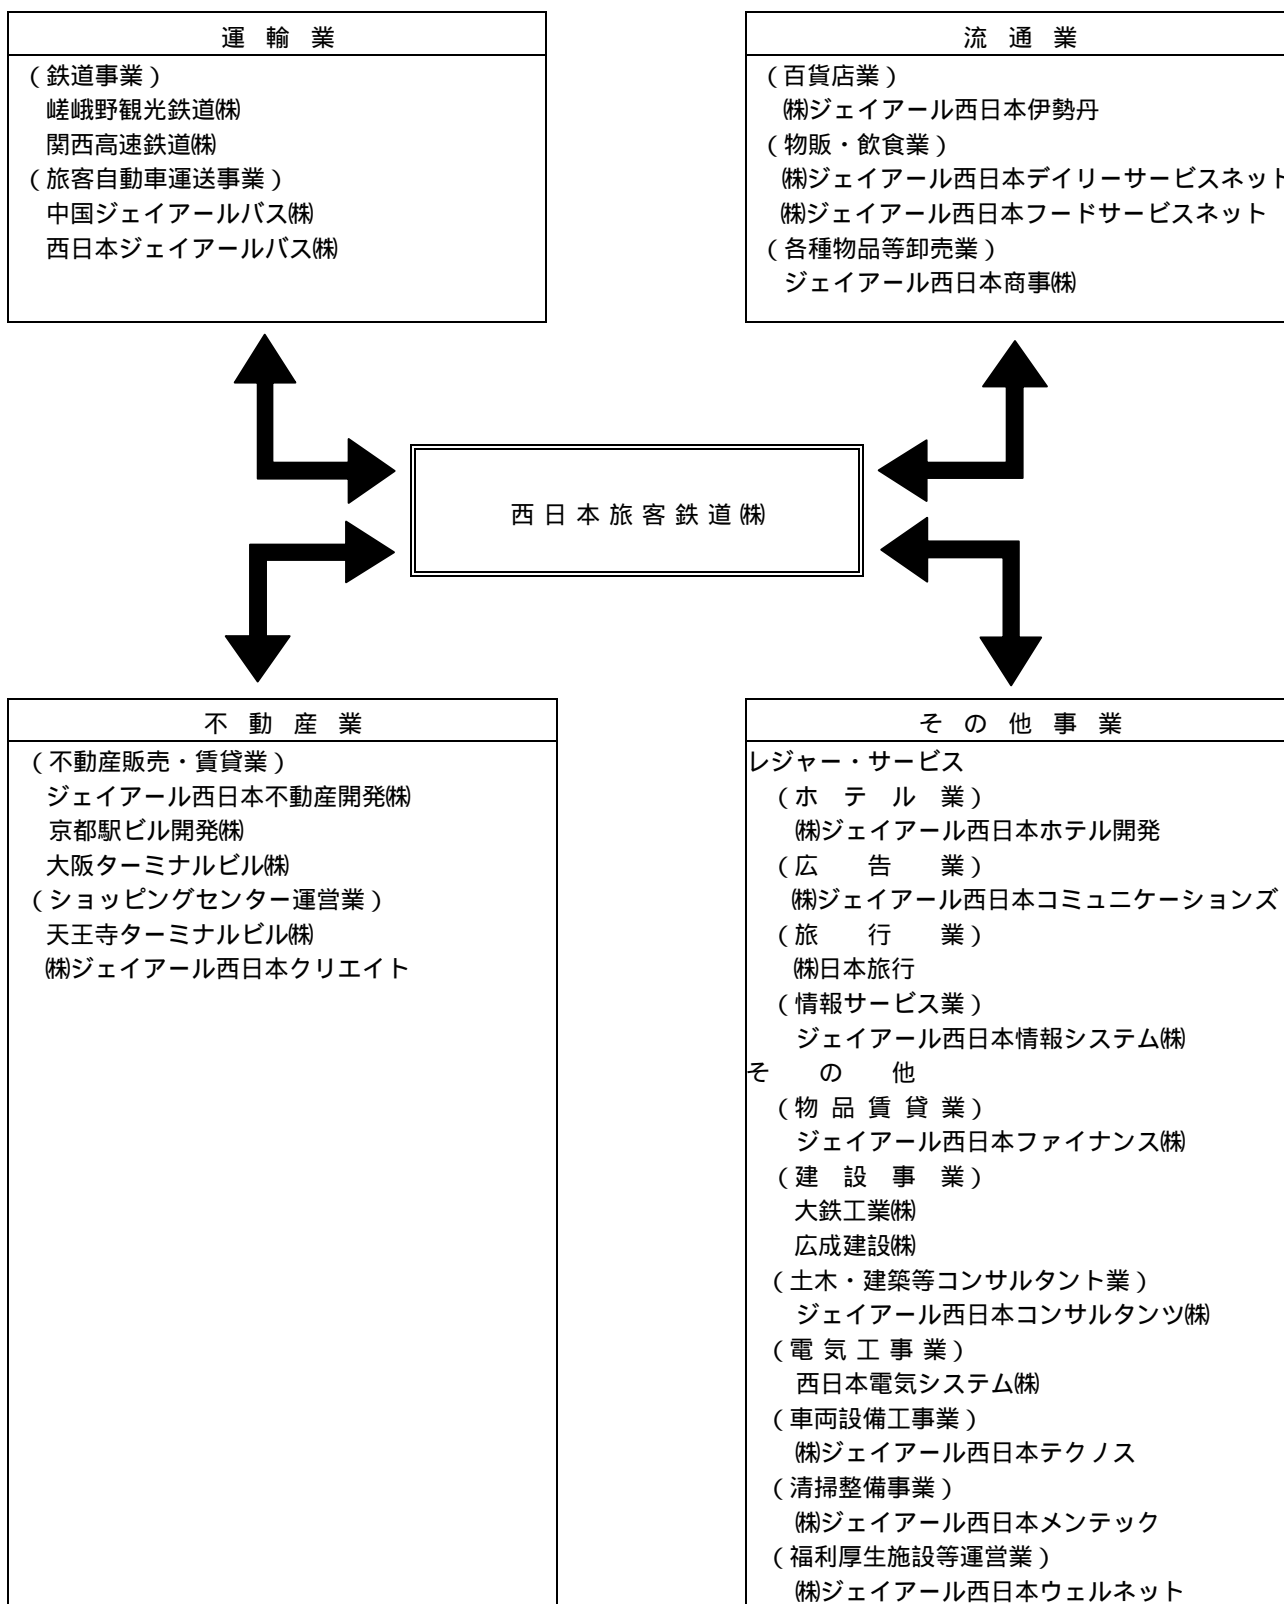 運輸業
(鉄道事業)
嵯峨野観光鉄道㈱
関西高速鉄道㈱
(旅客自動車運送事業)
中国ジェイアールバス㈱
西日本ジェイアールバス㈱
流通業
(百貨店業)
㈱ジェイアール西日本伊勢丹
(物販・飲食業)
㈱ジェイアール西日本デイリーサービスネット
㈱ジェイアール西日本フードサービスネット
(各種物品等卸売業)
ジェイアール西日本商事㈱
西日本旅客鉄道㈱
不動産業
(不動産販売・賃貸業)
ジェイアール西日本不動産開発㈱
京都駅ビル開発㈱
大阪ターミナルビル㈱
(ショッピングセンター運営業)
天王寺ターミナルビル㈱
㈱ジェイアール西日本クリエイト
その他事業
レジャー・サービス
(ホテル業)
㈱ジェイアール西日本ホテル開発
(広告業)
㈱ジェイアール西日本コミュニケーションズ
(旅行業)
㈱日本旅行
(情報サービス業)
ジェイアール西日本情報システム㈱
その他
(物品賃貸業)
ジェイアール西日本ファイナンス㈱
(建設事業)
大鉄工業㈱
広成建設㈱
(土木・建築等コンサルタント業)
ジェイアール西日本コンサルタンツ㈱
(電気工事業)
西日本電気システム㈱
(車両設備工事業)
㈱ジェイアール西日本テクノス
(清掃整備事業)
㈱ジェイアール西日本メンテック
(福利厚生施設等運営業)
㈱ジェイアール西日本ウェルネット